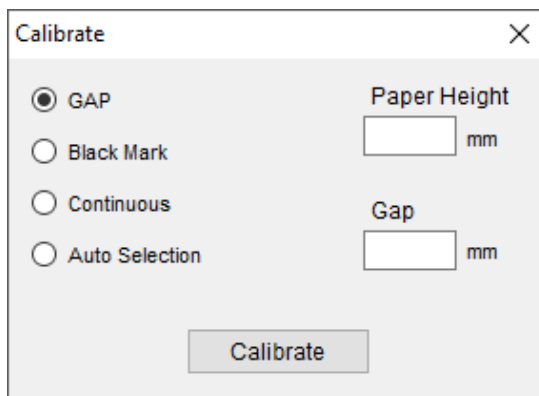 Calibrate
GAP
Black Mark
Continuous
Auto Selection
Paper Height
mm
Gap
mm
Calibrate